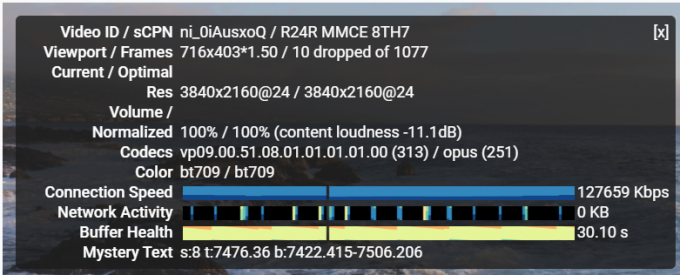 Video ID / sCPN ni_0iAusxoQ / R24R MMCE 8TH7 [x]
Viewport / Frames 716x403*1.50 / 10 dropped of 1077
Current / Optimal
Res 3840x2160@24 / 3840x2160@24
Volume /
Normalized 100% / 100% (content loudness -11.1dB)
Codecs vp09.00.51.08.01.01.01.01.00 (313) / opus (251)
Color bt709 / bt709
Connection Speed 127659 Kbps
Network Activity 0 KB
Buffer Health 30.10 s
Mystery Text s:8 t:7476.36 b:7422.415-7506.206